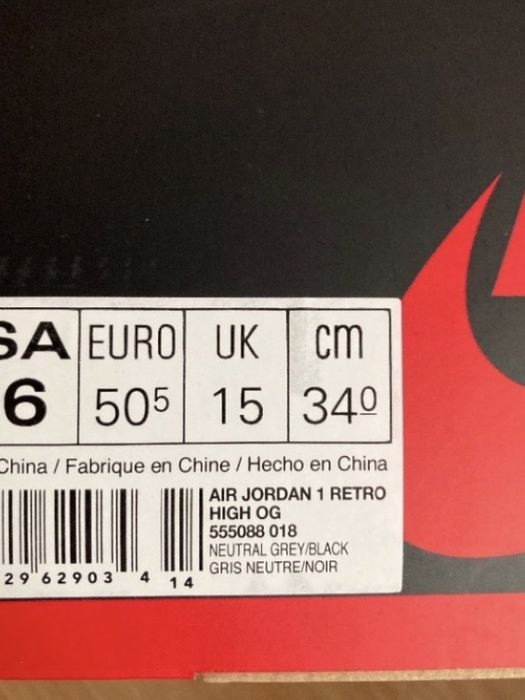 SA EURO UK cm
6 50⁵ 15 34⁰
China / Fabrique en Chine / Hecho en China
AIR JORDAN 1 RETRO
HIGH OG
555088 018
NEUTRAL GREY/BLACK
GRIS NEUTRE/NOIR
29 62903 4 14